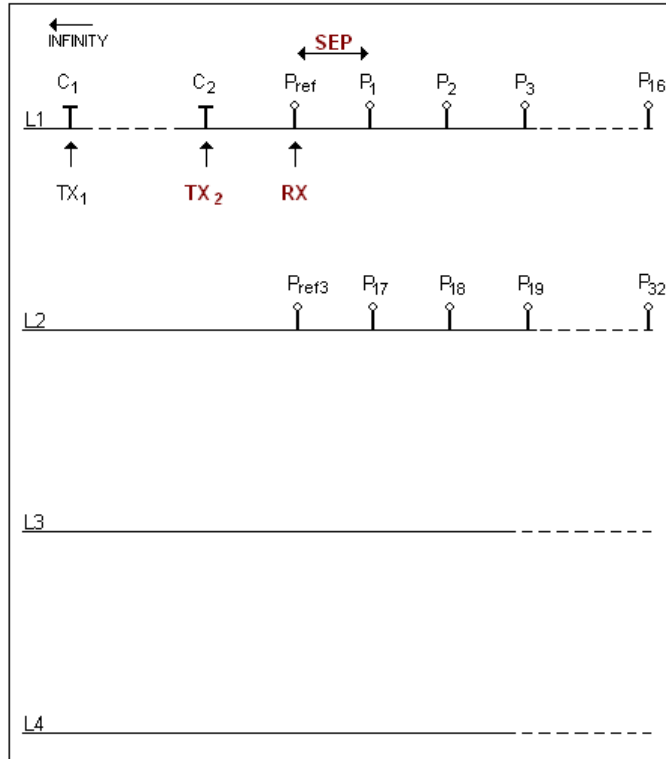 INFINITY
SEP
C1 C2 Pref P1 P2 P3 P16
L1
TX1 TX2 RX
Pref3 P17 P18 P19 P32
L2
L3
L4